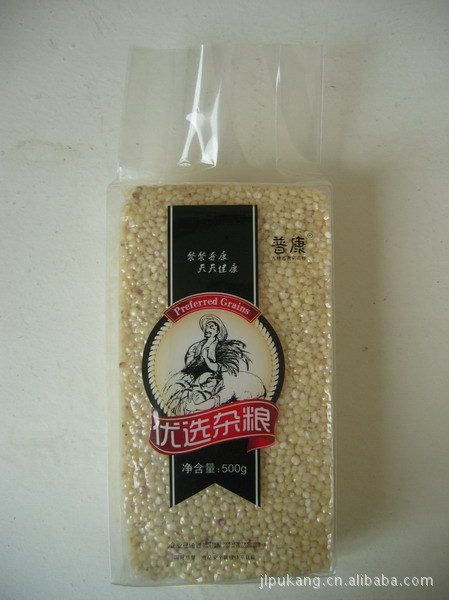 普康
餐餐普康
天天健康
Preferred Grains
优选杂粮
净含量:500g
jlpukang.cn.alibaba.com